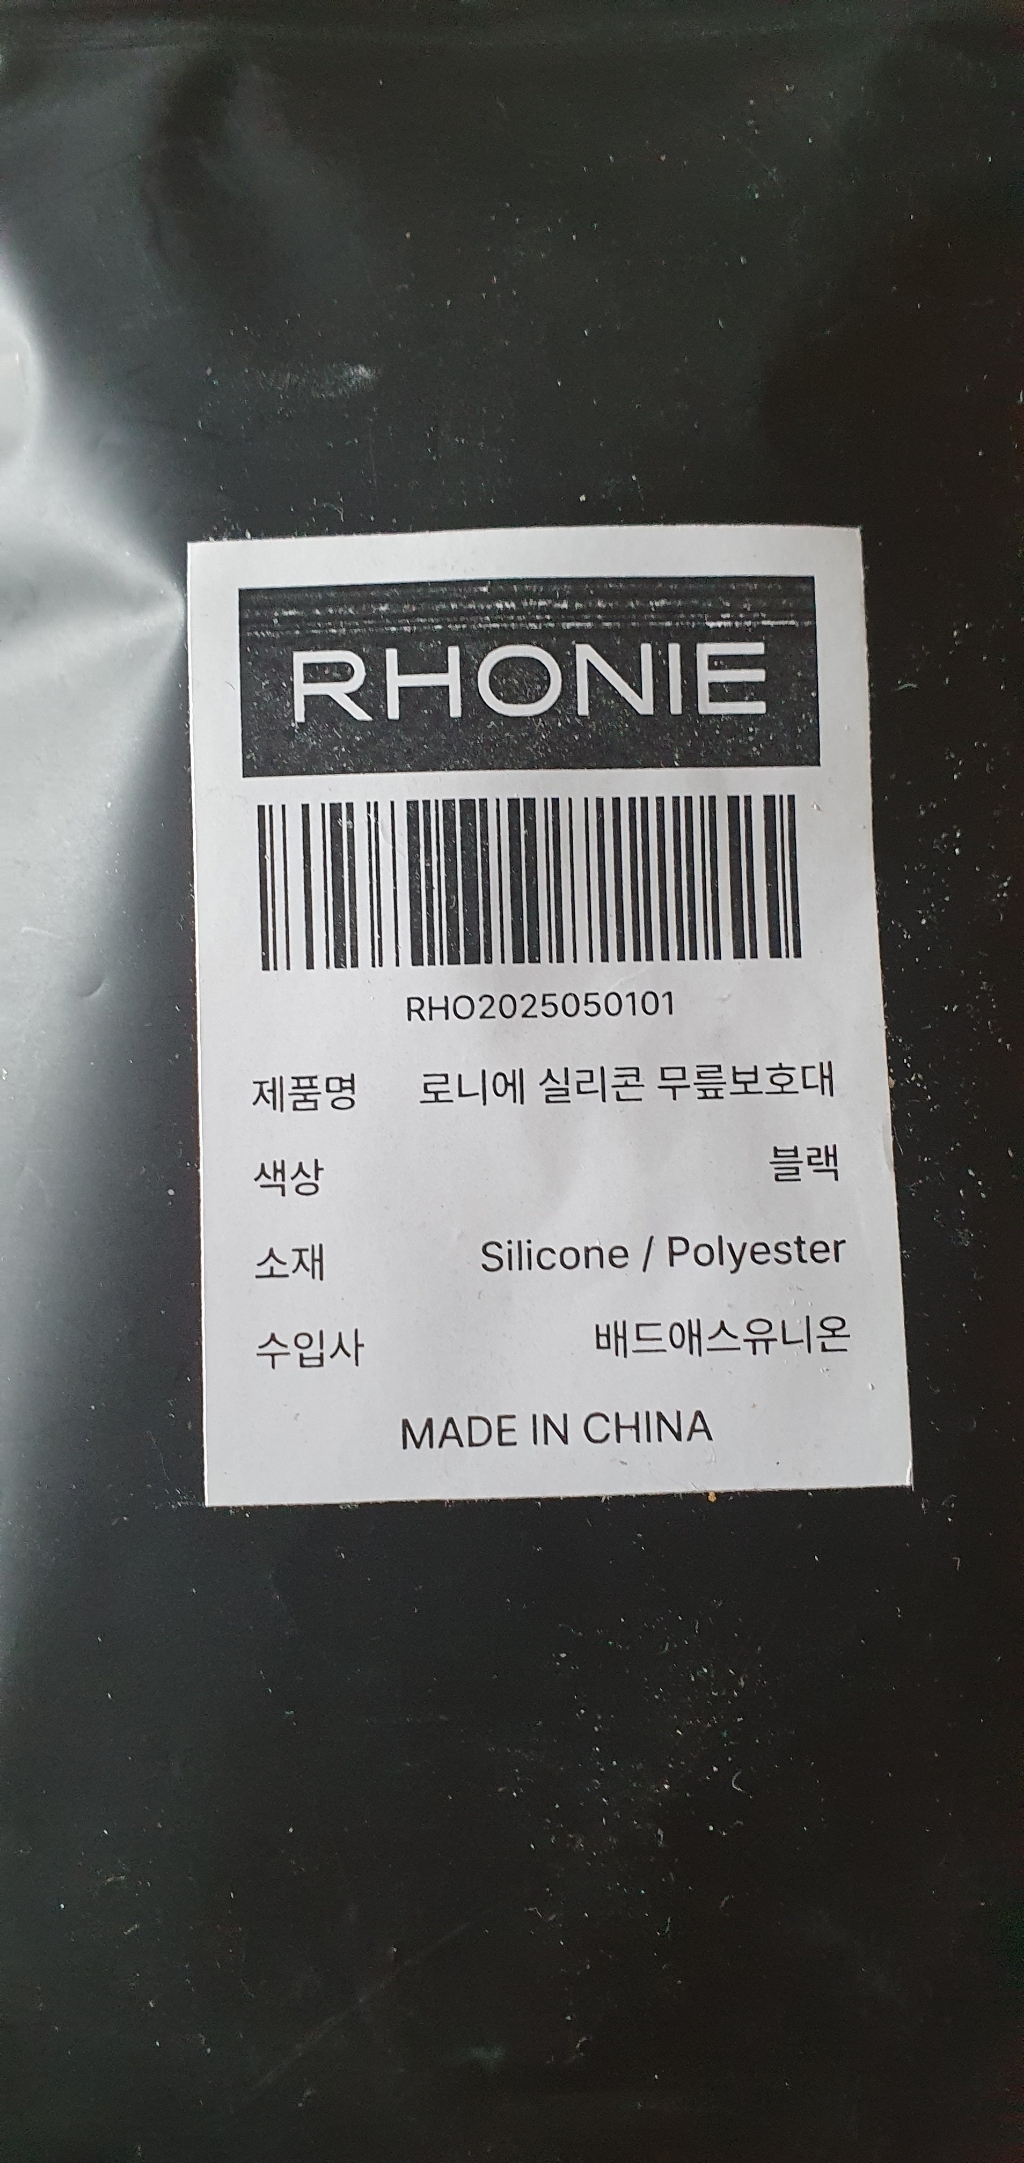 RHONIE
RHO2025050101
제품명 로니에 실리콘 무릎보호대
색상 블랙
소재 Silicone / Polyester
수입사 배드애스유니온
MADE IN CHINA